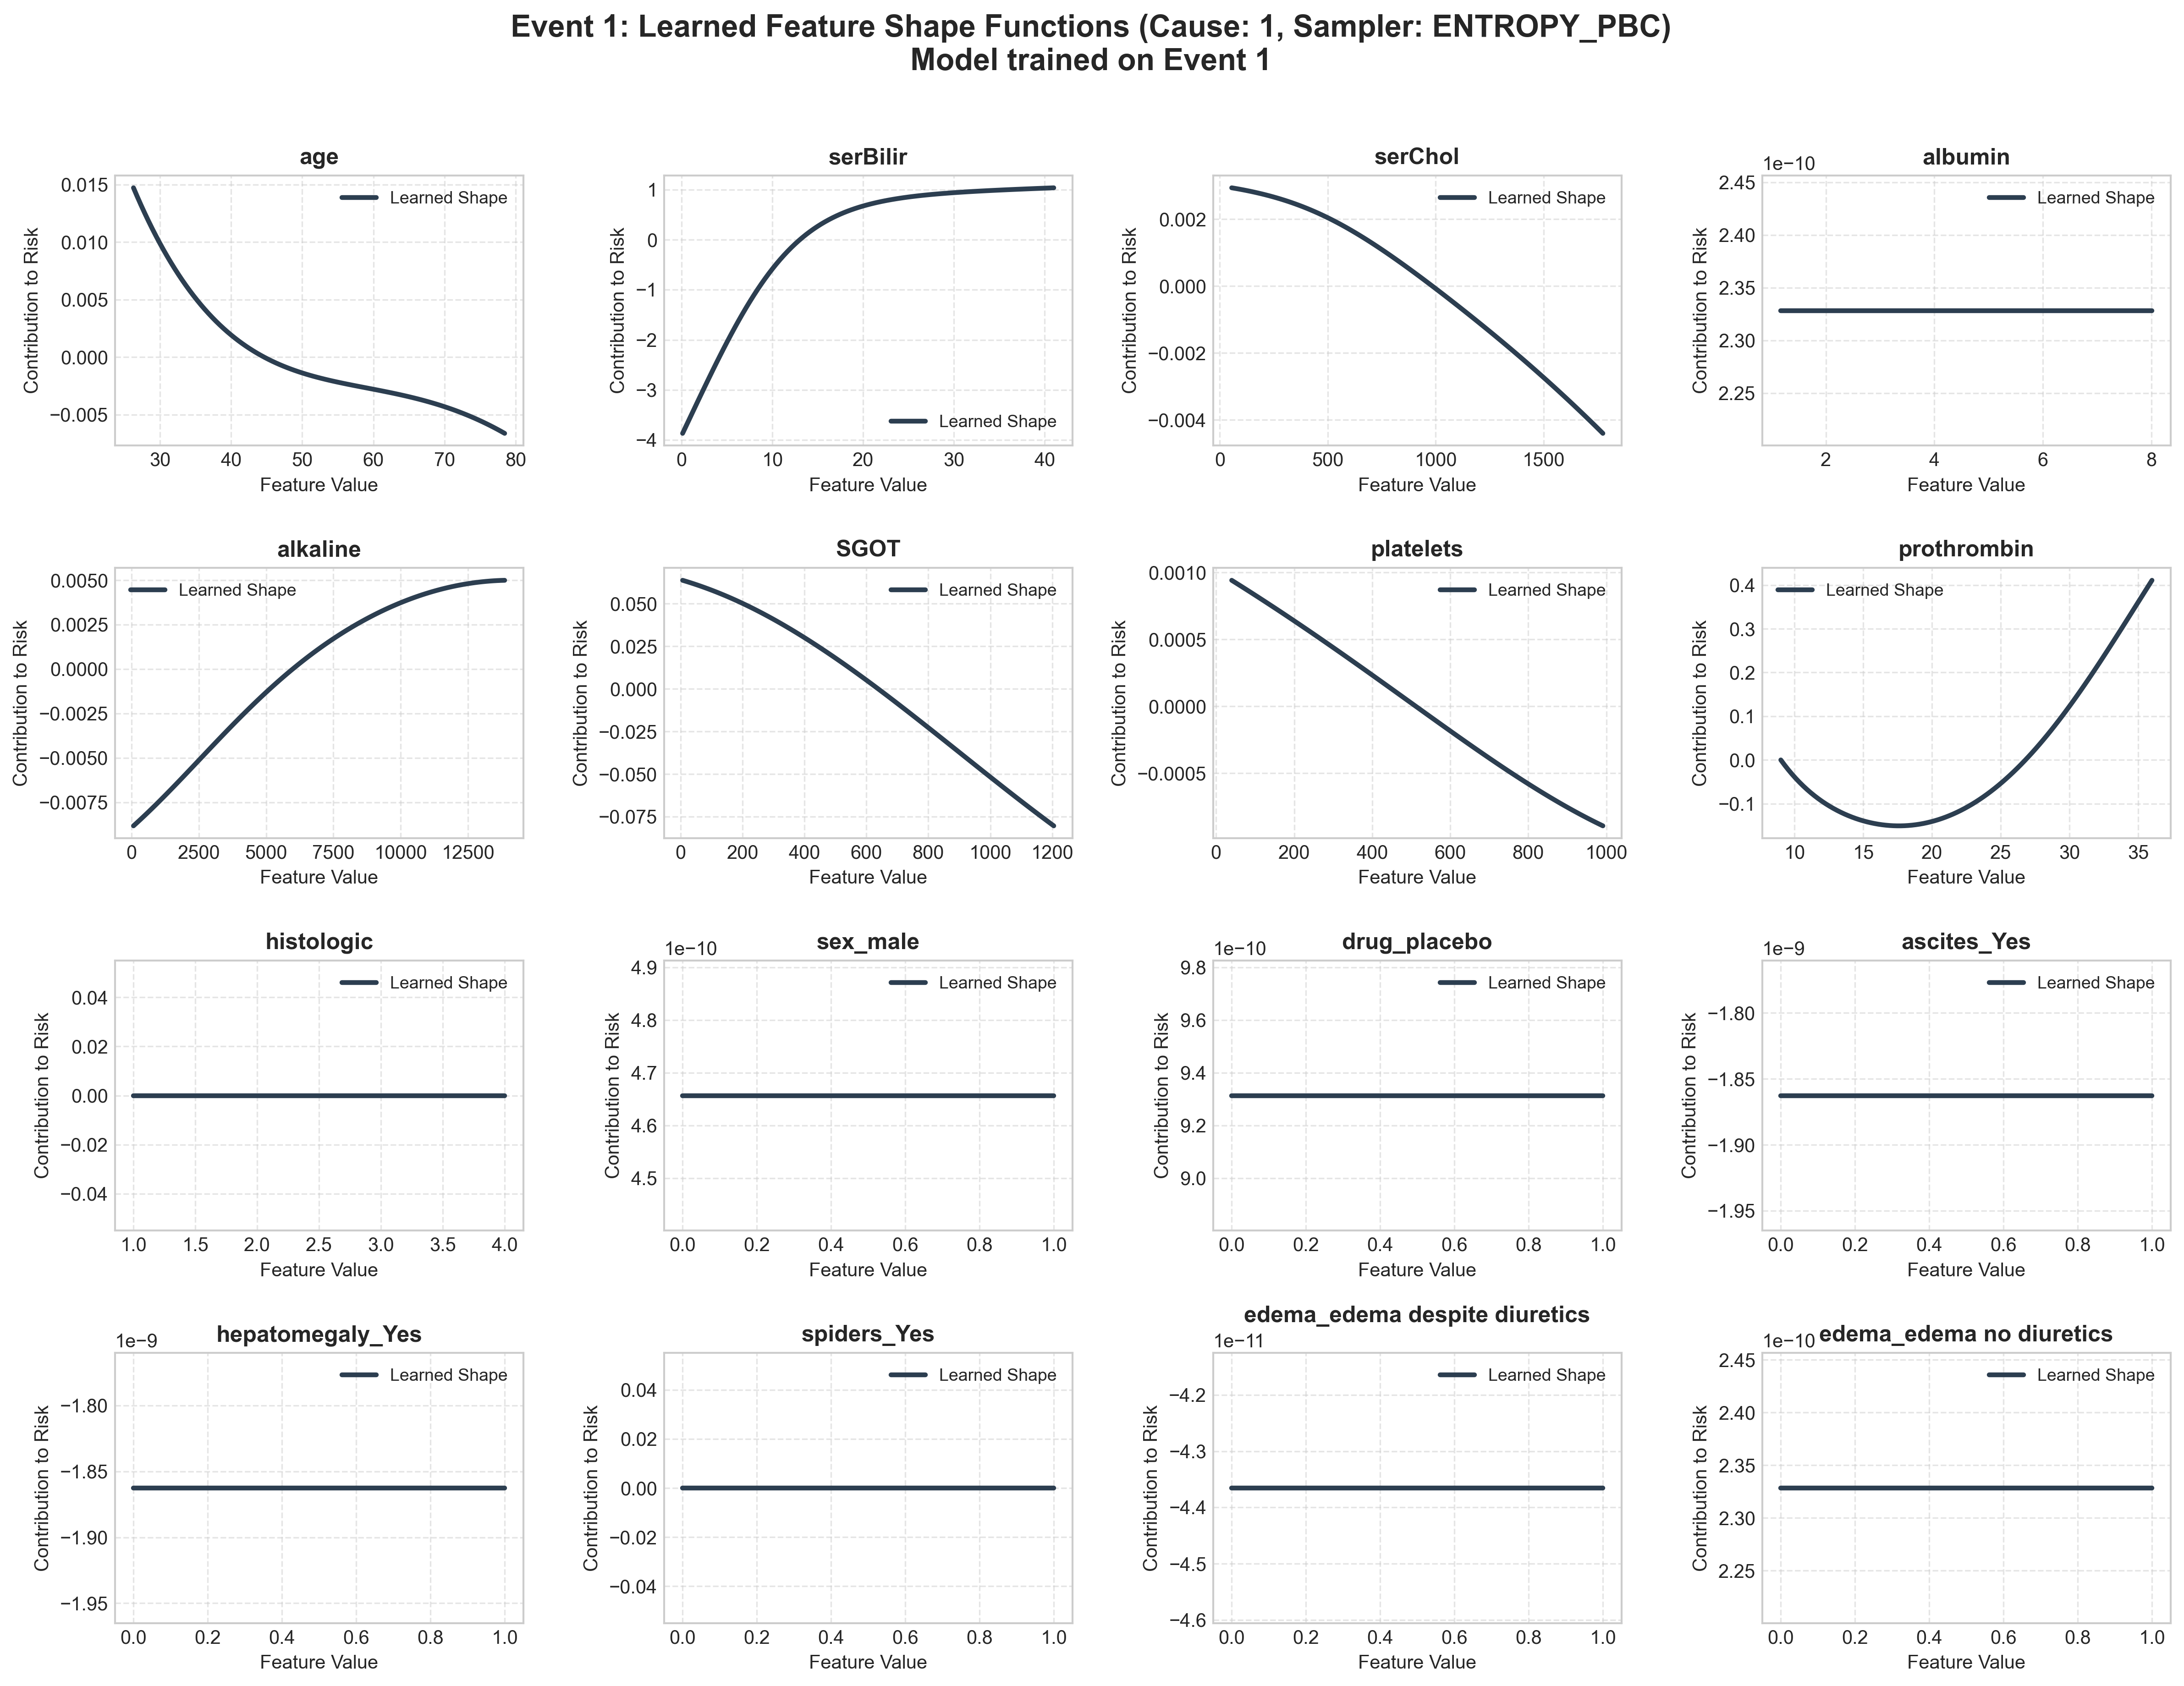 Event 1: Learned Feature Shape Functions (Cause: 1, Sampler: ENTROPY_PBC)
Model trained on Event 1
age
Contribution to Risk
0.015
0.010
0.005
0.000
−0.005
Learned Shape
30 40 50 60 70 80
Feature Value
serBilir
Contribution to Risk
1
0
−1
−2
−3
−4
Learned Shape
0 10 20 30 40
Feature Value
serChol
Contribution to Risk
0.002
0.000
−0.002
−0.004
Learned Shape
0 500 1000 1500
Feature Value
albumin
1e−10
Contribution to Risk
2.45
2.40
2.35
2.30
2.25
Learned Shape
2 4 6 8
Feature Value
alkaline
Contribution to Risk
0.0050
0.0025
0.0000
−0.0025
−0.0050
−0.0075
Learned Shape
0 2500 5000 7500 10000 12500
Feature Value
SGOT
Contribution to Risk
0.050
0.025
0.000
−0.025
−0.050
−0.075
Learned Shape
0 200 400 600 800 1000 1200
Feature Value
platelets
Contribution to Risk
0.0010
0.0005
0.0000
−0.0005
Learned Shape
0 200 400 600 800 1000
Feature Value
prothrombin
Contribution to Risk
0.4
0.3
0.2
0.1
0.0
−0.1
Learned Shape
10 15 20 25 30 35
Feature Value
histologic
Contribution to Risk
0.04
0.02
0.00
−0.02
−0.04
Learned Shape
1.0 1.5 2.0 2.5 3.0 3.5 4.0
Feature Value
sex_male
1e−10
Contribution to Risk
4.9
4.8
4.7
4.6
4.5
Learned Shape
0.0 0.2 0.4 0.6 0.8 1.0
Feature Value
drug_placebo
1e−10
Contribution to Risk
9.8
9.6
9.4
9.2
9.0
Learned Shape
0.0 0.2 0.4 0.6 0.8 1.0
Feature Value
ascites_Yes
1e−9
Contribution to Risk
−1.80
−1.85
−1.90
−1.95
Learned Shape
0.0 0.2 0.4 0.6 0.8 1.0
Feature Value
hepatomegaly_Yes
1e−9
Contribution to Risk
−1.80
−1.85
−1.90
−1.95
Learned Shape
0.0 0.2 0.4 0.6 0.8 1.0
Feature Value
spiders_Yes
Contribution to Risk
0.04
0.02
0.00
−0.02
−0.04
Learned Shape
0.0 0.2 0.4 0.6 0.8 1.0
Feature Value
edema_edema despite diuretics
1e−11
Contribution to Risk
−4.2
−4.3
−4.4
−4.5
−4.6
Learned Shape
0.0 0.2 0.4 0.6 0.8 1.0
Feature Value
edema_edema no diuretics
1e−10
Contribution to Risk
2.45
2.40
2.35
2.30
2.25
Learned Shape
0.0 0.2 0.4 0.6 0.8 1.0
Feature Value